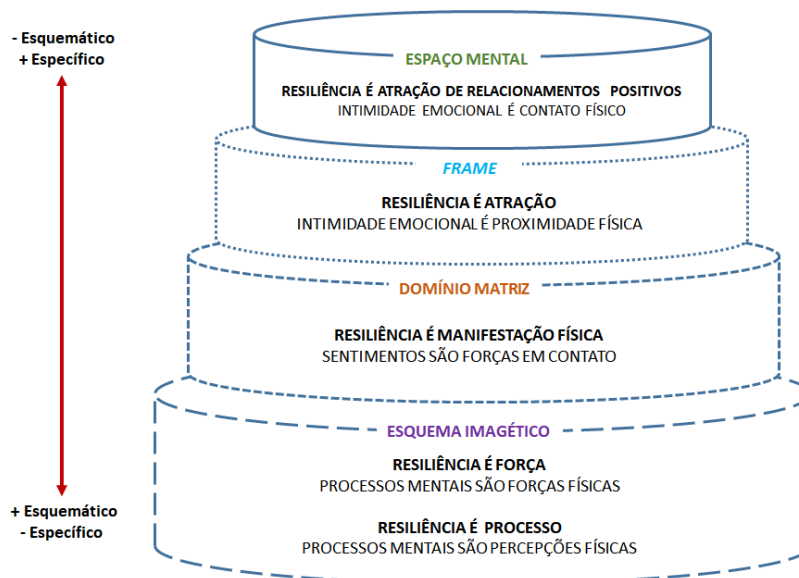 - Esquemático
+ Específico
ESPAÇO MENTAL
RESILIÊNCIA É ATRAÇÃO DE RELACIONAMENTOS POSITIVOS
INTIMIDADE EMOCIONAL É CONTATO FÍSICO
FRAME
RESILIÊNCIA É ATRAÇÃO
INTIMIDADE EMOCIONAL É PROXIMIDADE FÍSICA
DOMÍNIO MATRIZ
RESILIÊNCIA É MANIFESTAÇÃO FÍSICA
SENTIMENTOS SÃO FORÇAS EM CONTATO
ESQUEMA IMAGÉTICO
RESILIÊNCIA É FORÇA
PROCESSOS MENTAIS SÃO FORÇAS FÍSICAS
RESILIÊNCIA É PROCESSO
PROCESSOS MENTAIS SÃO PERCEPÇÕES FÍSICAS
+ Esquemático
- Específico